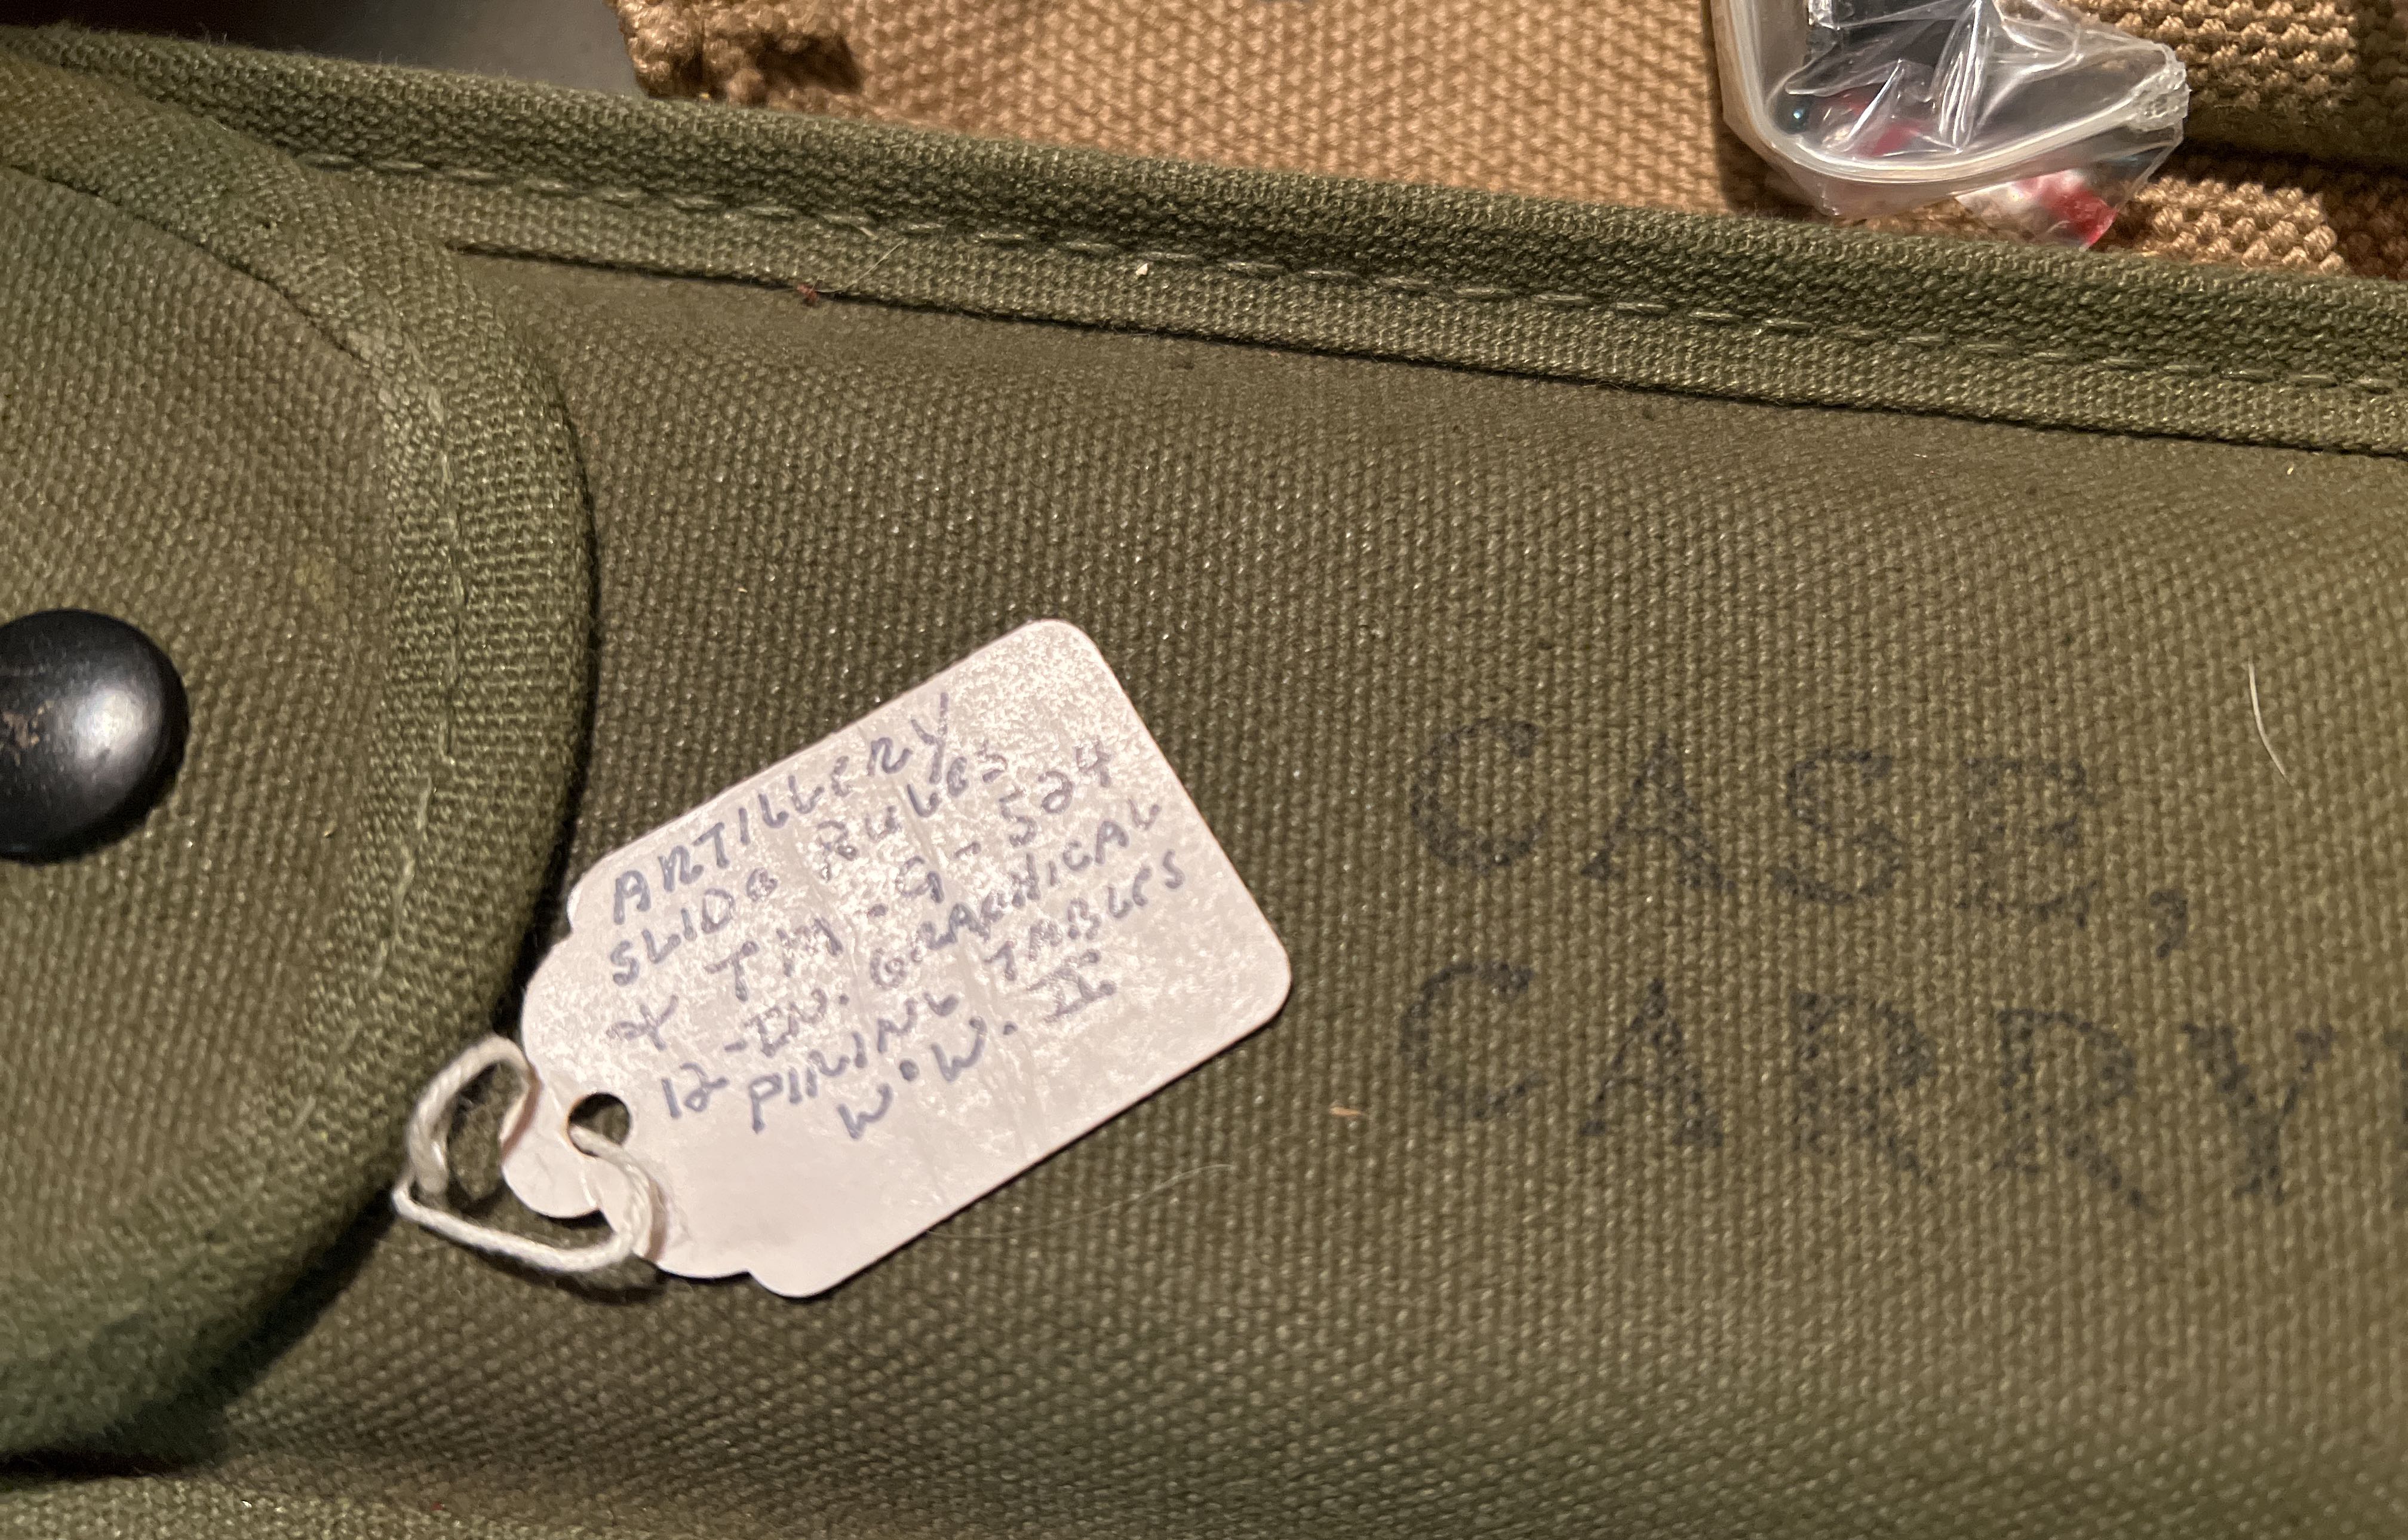 ARTILLERY
SLIDE RULES
& TM. 9-524
12-IN. GRAPHICAL
FIRING TABLES
W.W. II
CASE,
CARRY